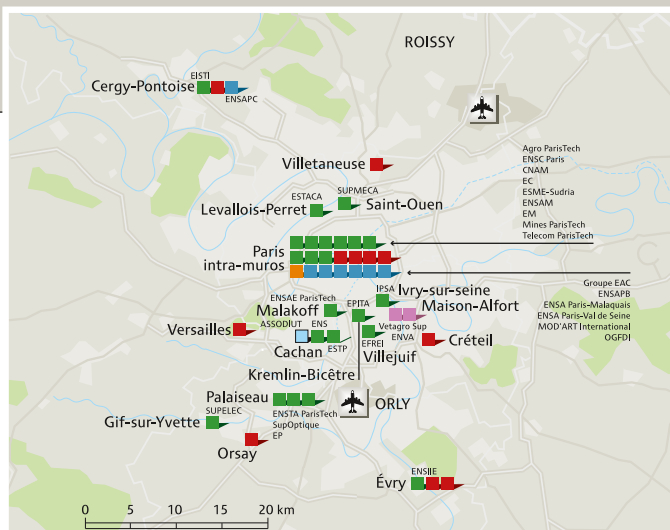 ROISSY
EISTI
Cergy-Pontoise
ENSAPC
Agro ParisTech
ENSC Paris
CNAM
EC
ESME-Sudria
ENSAM
EM
Mines ParisTech
Telecom ParisTech
Villetaneuse
ESTACA
SUPMECA
Levallois-Perret
Saint-Ouen
Paris
intra-muros
Groupe EAC
ENSAPB
ENSA Paris-Malaquais
ENSA Paris-Val de Seine
MOD'ART International
OGFDI
IPSA
Ivry-sur-seine
ENSAE ParisTech
Malakoff
EPITA
Maison-Alfort
Versailles
ASSODIUT
ENS
Vetagro Sup
ENVA
Créteil
EFREI
Cachan
ESTP
Villejuif
Kremlin-Bicêtre
Palaiseau
ORLY
SUPELEC
Gif-sur-Yvette
ENSTA ParisTech
SupOptique
EP
Orsay
ENSIIE
Évry
0 5 10 15 20 km